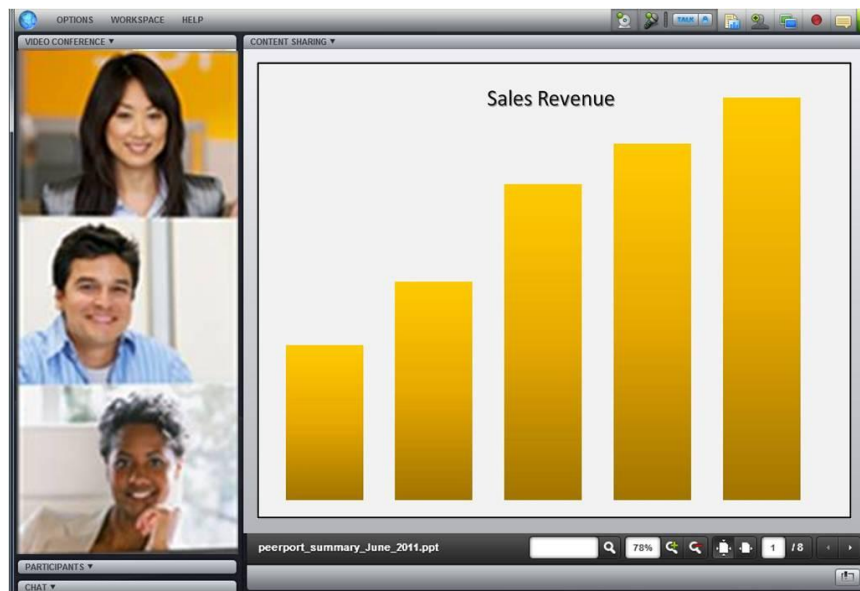 OPTIONS WORKSPACE HELP
TALK
VIDEO CONFERENCE
CONTENT SHARING
Sales Revenue
peerport_summary_June_2011.ppt
78%
1 / 8
PARTICIPANTS
CHAT